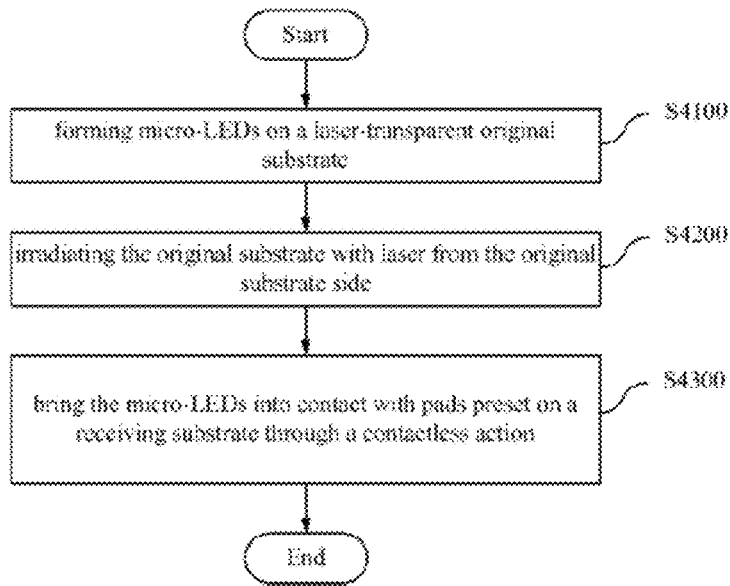 Start
forming micro-LEDs on a laser-transparent original
substrate
S4100
irradiating the original substrate with laser from the original
substrate side
S4200
bring the micro-LEDs into contact with pads preset on a
receiving substrate through a contactless action
S4300
End